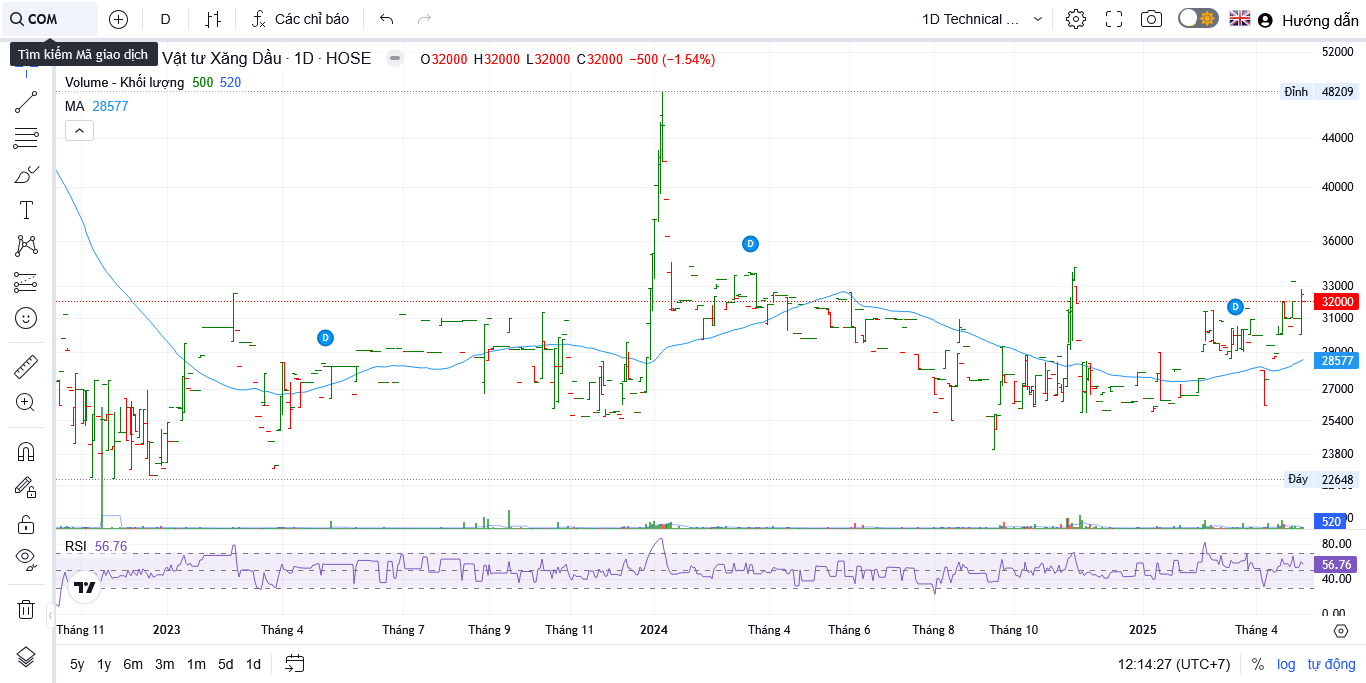 COM D Các chỉ báo 1D Technical ... Hướng dẫn
Tìm kiếm Mã giao dịch Vật tư Xăng Dầu · 1D · HOSE O32000 H32000 L32000 C32000 −500 (−1.54%)
52000
Volume - Khối lượng 500 520
Đỉnh 48209
MA 28577
44000
40000
D
36000
33000
D
32000
31000
D
29000
28577
27000
25400
23800
Đáy 22648
520
RSI 56.76
80.00
56.76
40.00
0.00
Tháng 11 2023 Tháng 4 Tháng 7 Tháng 9 Tháng 11 2024 Tháng 4 Tháng 6 Tháng 8 Tháng 10 2025 Tháng 4
5y 1y 6m 3m 1m 5d 1d 12:14:27 (UTC+7) % log tự động